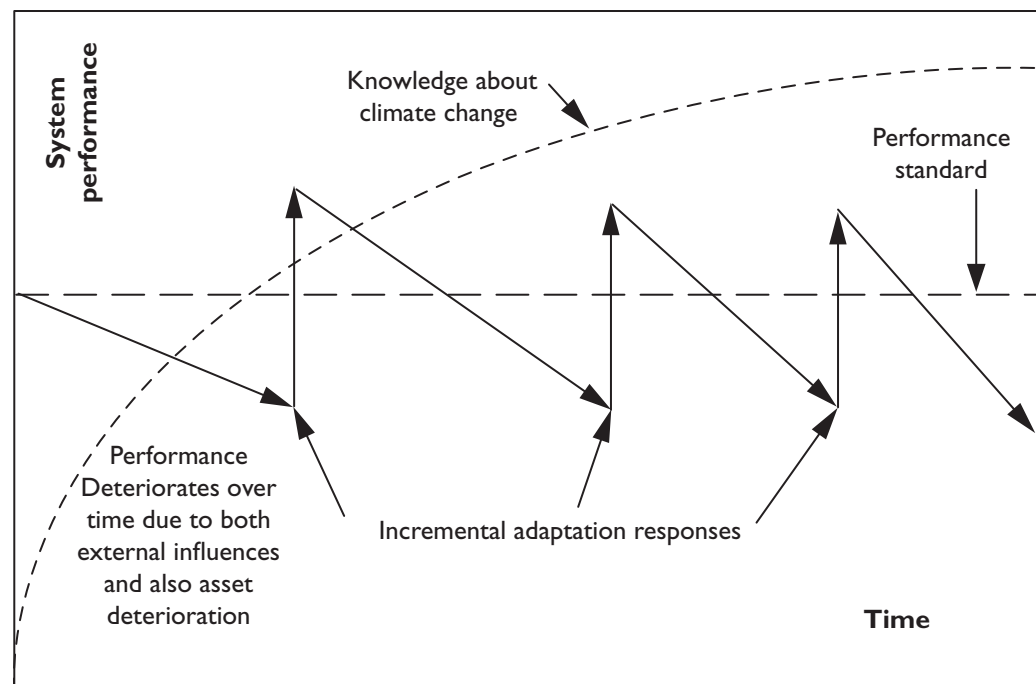 System
performance
Knowledge about
climate change
Performance
standard
Performance
Deteriorates over
time due to both
external influences
and also asset
deterioration
Incremental adaptation responses
Time